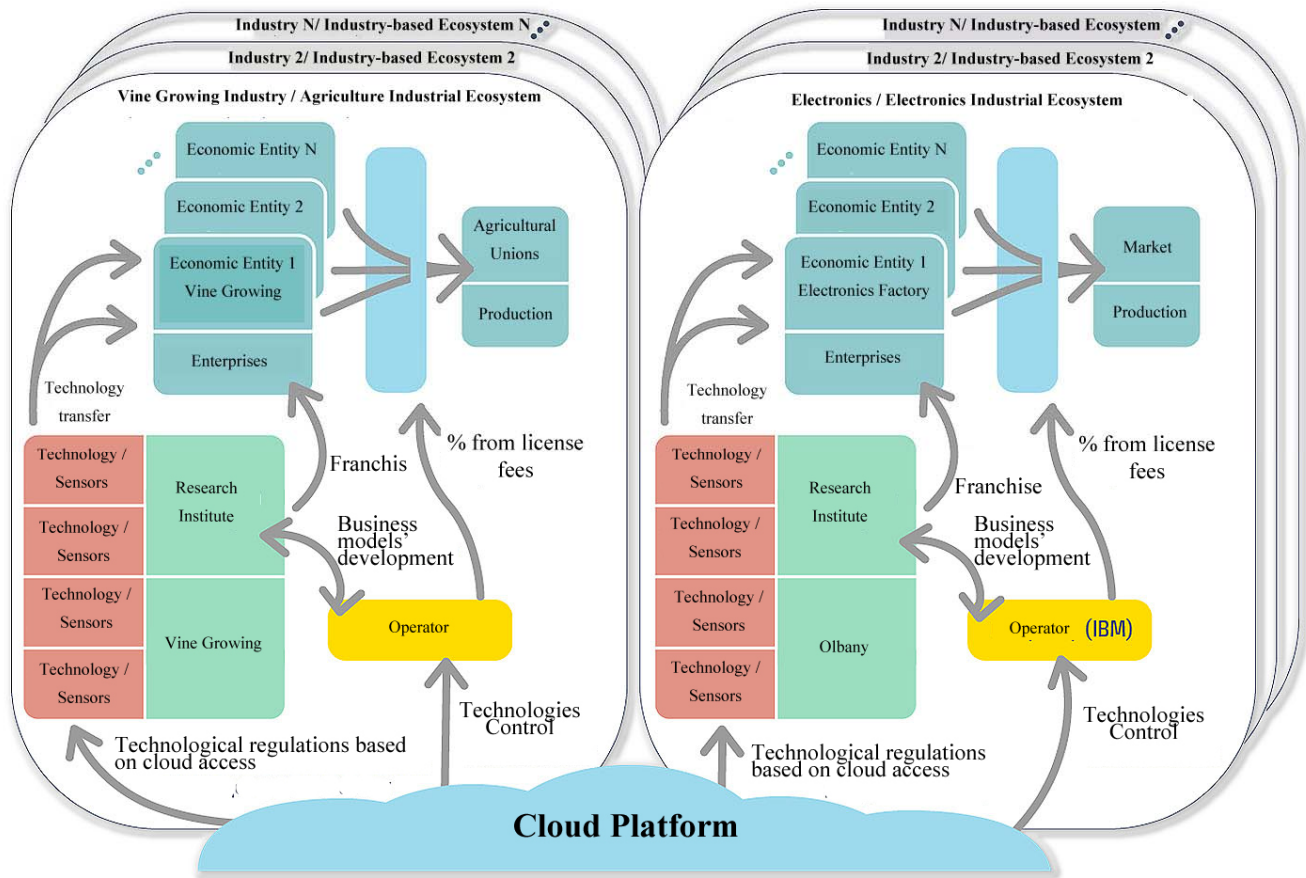 Industry N/ Industry-based Ecosystem N
Industry 2/ Industry-based Ecosystem 2
Vine Growing Industry / Agriculture Industrial Ecosystem
Economic Entity N
Economic Entity 2
Economic Entity 1
Vine Growing
Enterprises
Agricultural
Unions
Production
Technology
transfer
Technology /
Sensors
Technology /
Sensors
Technology /
Sensors
Technology /
Sensors
Research
Institute
Vine Growing
Franchis
% from license
fees
Business
models'
development
Operator
Technologies
Control
Technological regulations based
on cloud access
Industry N/ Industry-based Ecosystem
Industry 2/ Industry-based Ecosystem 2
Electronics / Electronics Industrial Ecosystem
Economic Entity N
Economic Entity 2
Economic Entity 1
Electronics Factory
Enterprises
Market
Production
Technology
transfer
Technology /
Sensors
Technology /
Sensors
Technology /
Sensors
Technology /
Sensors
Research
Institute
Olbany
Franchise
% from license
fees
Business
models'
development
Operator (IBM)
Technologies
Control
Technological regulations
based on cloud access
Cloud Platform